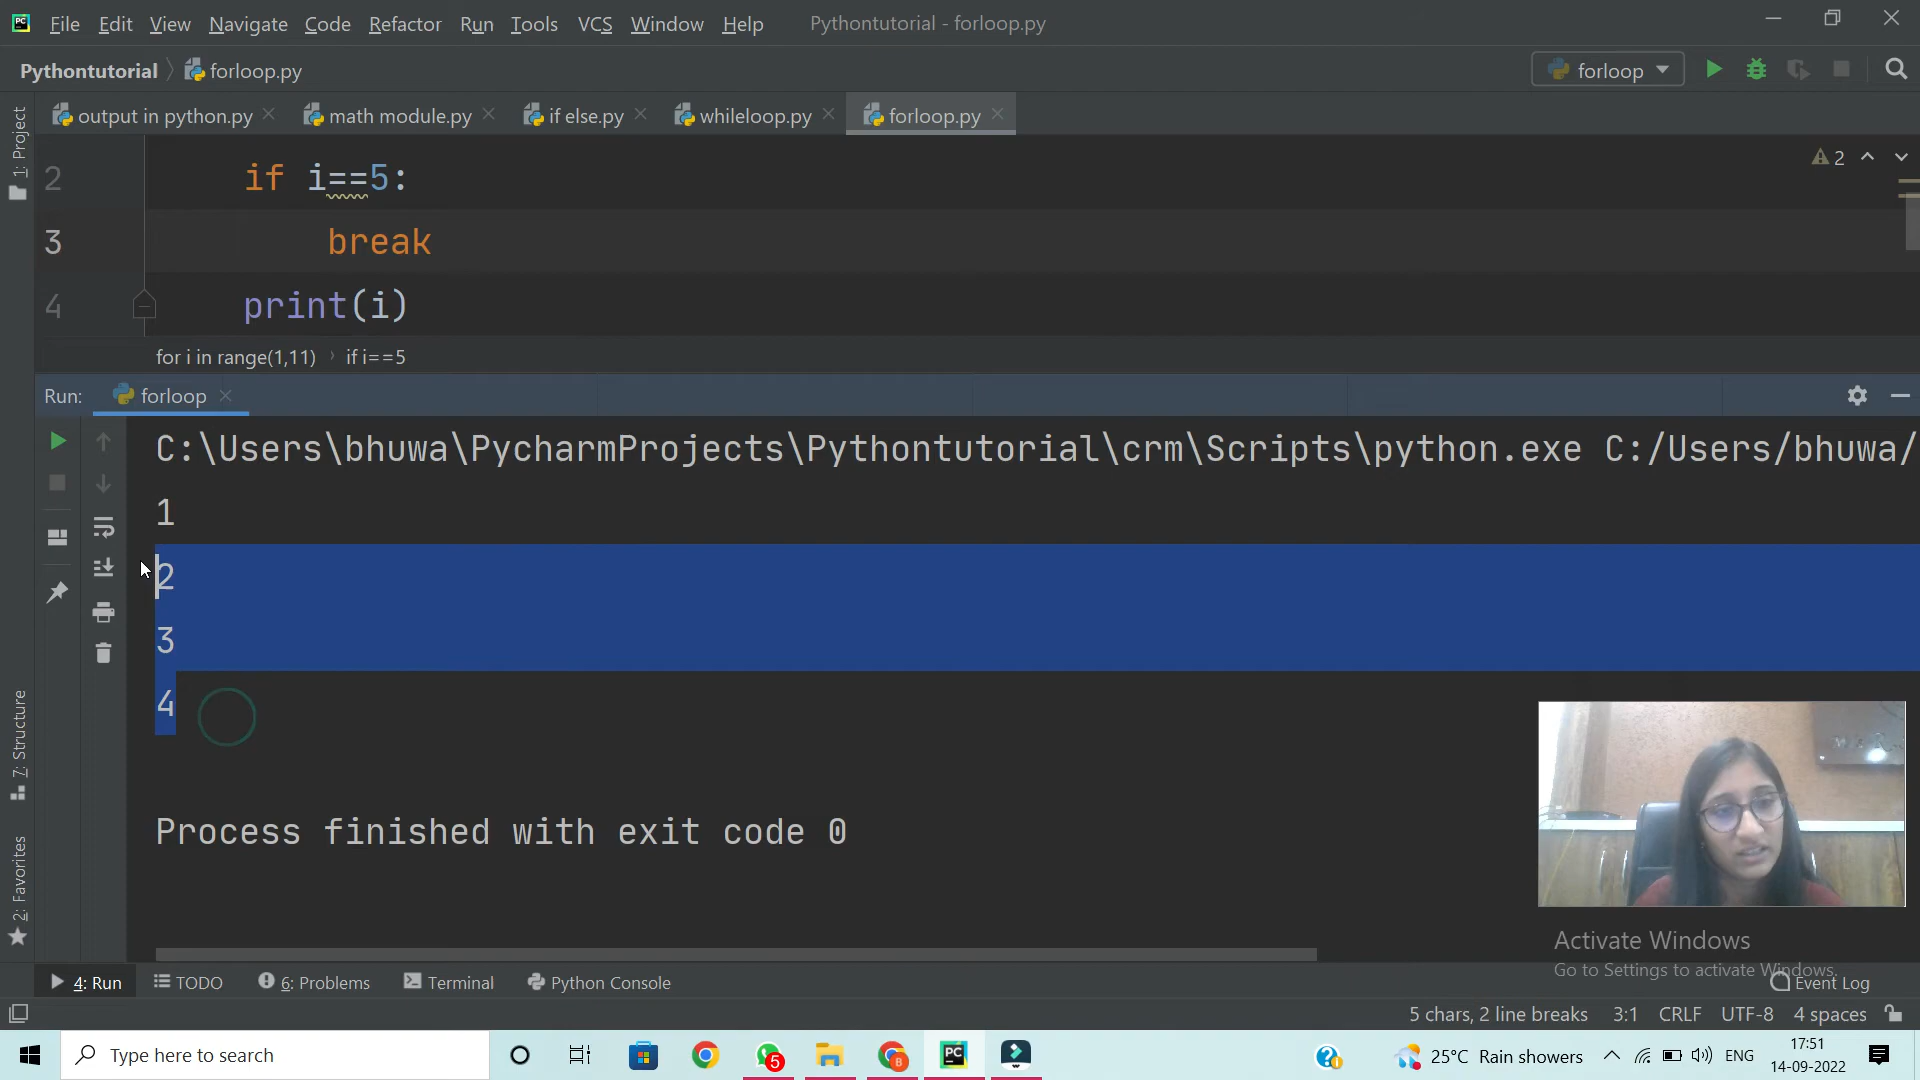 File Edit View Navigate Code Refactor Run Tools VCS Window Help Pythontutorial - forloop.py
Pythontutorial forloop.py forloop
output in python.py math module.py if else.py whileloop.py forloop.py
1: Project
2 if i==5: 2
3 break
4 print(i)
for i in range(1,11) › if i==5
Run: forloop
C:\Users\bhuwa\PycharmProjects\Pythontutorial\crm\Scripts\python.exe C:/Users/bhuwa/
1
2
3
4
Process finished with exit code 0
7: Structure
2: Favorites
Activate Windows
Go to Settings to activate Windows.
4: Run TODO 6: Problems Terminal Python Console Event Log
5 chars, 2 line breaks 3:1 CRLF UTF-8 4 spaces
Type here to search 5 B PC 25°C Rain showers ENG 17:51
14-09-2022